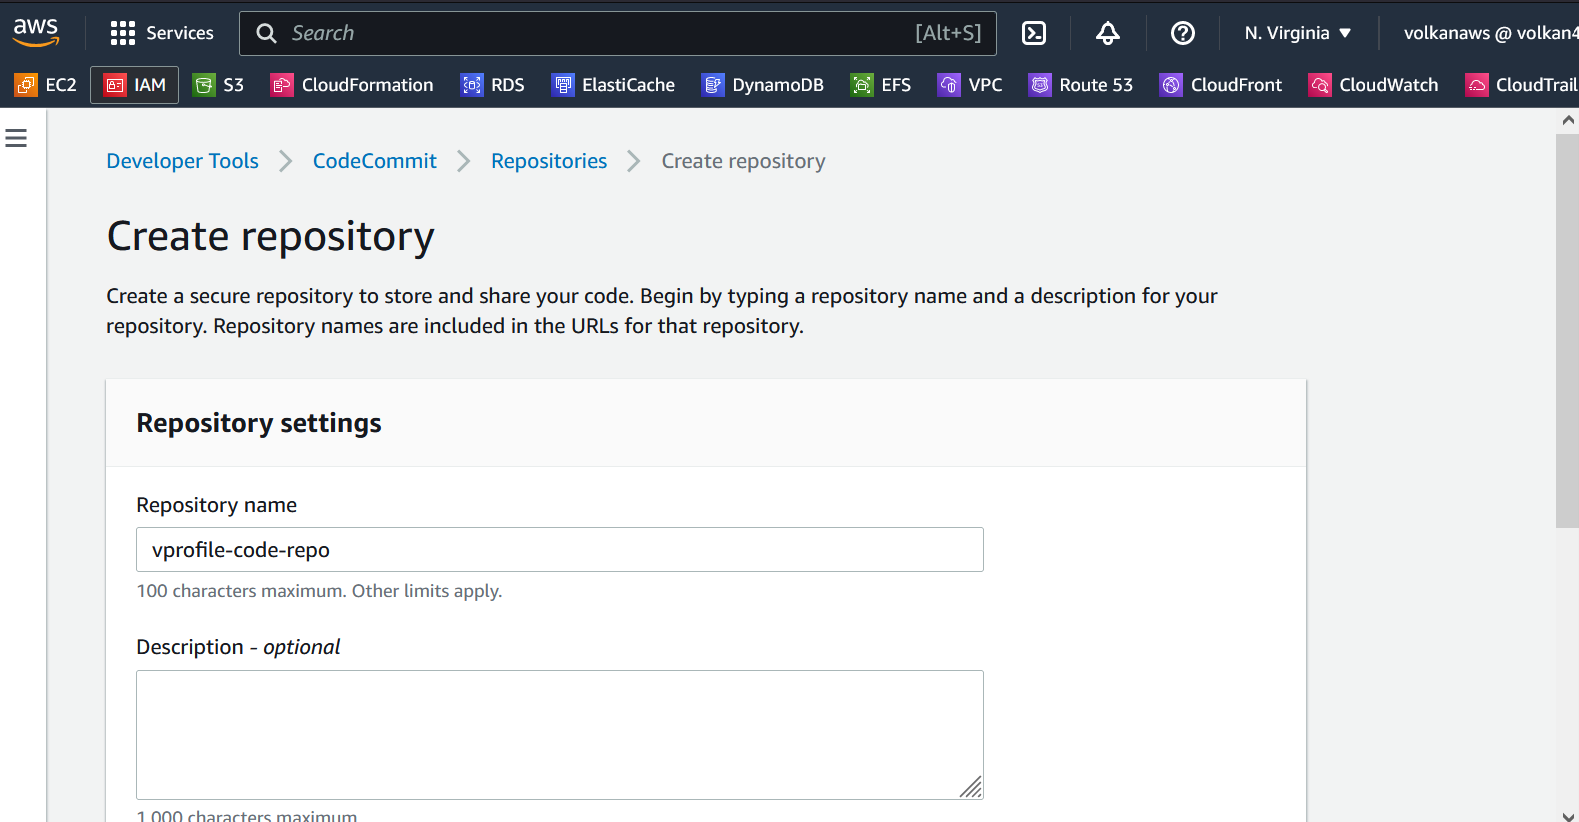 aws Services Search [Alt+S] N. Virginia ▼ volkanaws @ volkan4
EC2 IAM S3 CloudFormation RDS ElastiCache DynamoDB EFS VPC Route 53 CloudFront CloudWatch CloudTrail
Developer Tools > CodeCommit > Repositories > Create repository
Create repository
Create a secure repository to store and share your code. Begin by typing a repository name and a description for your
repository. Repository names are included in the URLs for that repository.
Repository settings
Repository name
vprofile-code-repo
100 characters maximum. Other limits apply.
Description - optional
1,000 characters maximum